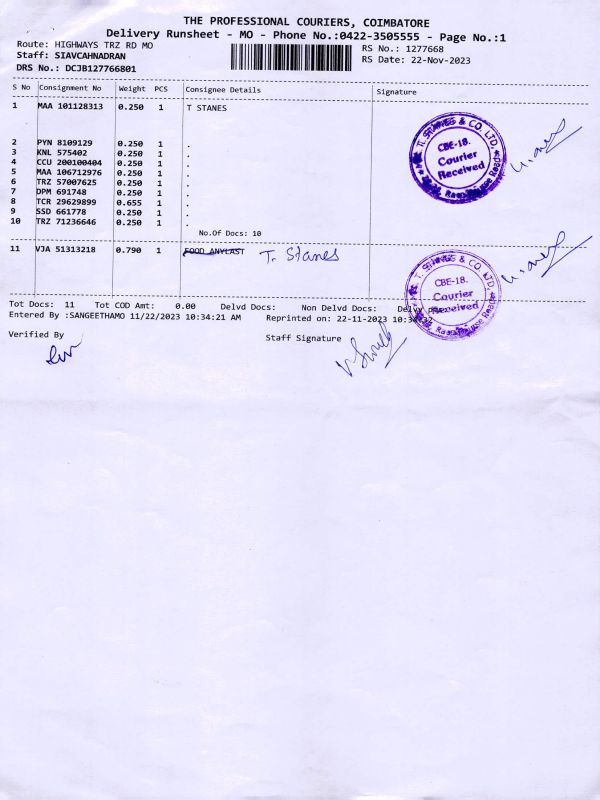 THE PROFESSIONAL COURIERS, COIMBATORE
Delivery Runsheet - MO - Phone No.:0422-3505555 - Page No.:1
Route: HIGHWAYS TRZ RD MO
RS No.: 1277668
Staff: SIAVCAHNADRAN
RS Date: 22-Nov-2023
DRS No.: DCJB127766801
S No Consignment No Weight PCS Consignee Details Signature
1 MAA 101128313 0.250 1 T STANES
2 PYN 8109129 0.250 1 .
3 KNL 575402 0.250 1 .
4 CCU 200100404 0.250 1 .
5 MAA 106712976 0.250 1 .
6 TRZ 57007625 0.250 1 .
7 DPM 691748 0.250 1 .
8 TCR 29629899 0.655 1 .
9 SSD 661778 0.250 1 .
10 TRZ 71236646 0.250 1 .
No.Of Docs: 10
T. STANES & CO. LTD.
CBE-18.
Courier
Received
11 VJA 51313218 0.790 1 FOOD ANYLAST T. Stanes
T. STANES & CO. LTD.
CBE-18.
Courier
Received
Tot Docs: 11 Tot COD Amt: 0.00 Delvd Docs: Non Delvd Docs:
Entered By :SANGEETHAMO 11/22/2023 10:34:21 AM Reprinted on: 22-11-2023
Verified By
Staff Signature